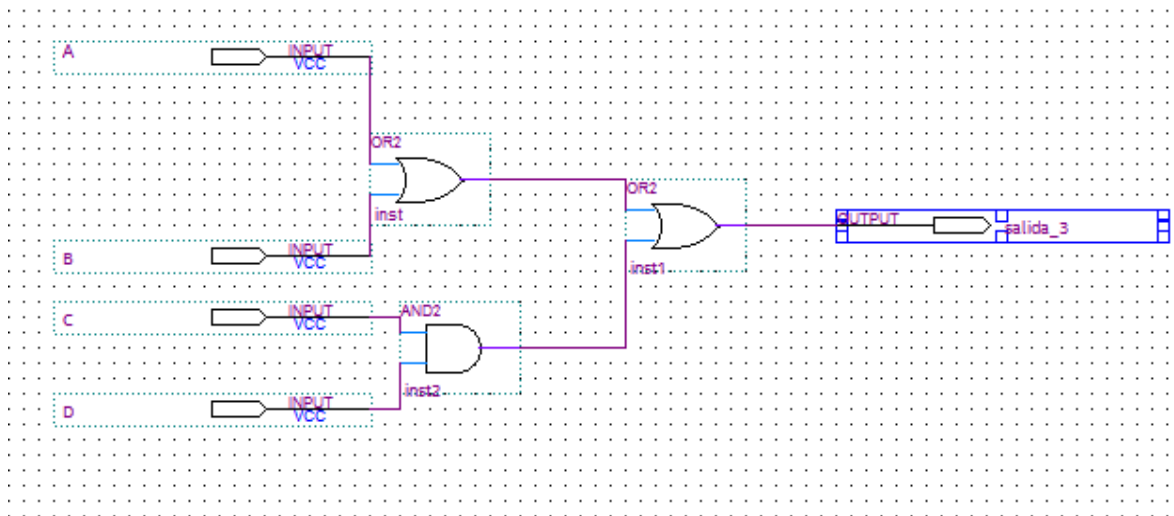 A
INPUT
VCC
OR2
inst
OR2
inst1
OUTPUT
salida_3
B
INPUT
VCC
C
INPUT
VCC
AND2
inst2
D
INPUT
VCC